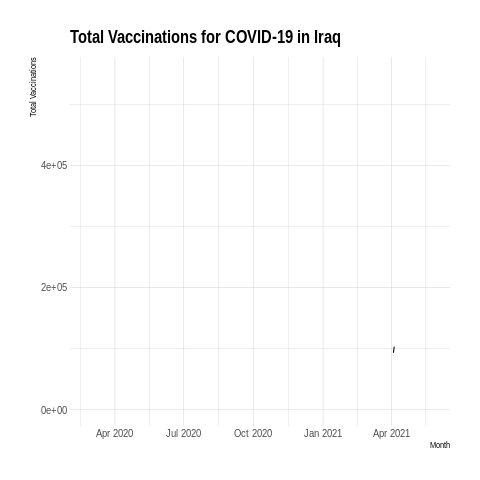 Total Vaccinations for COVID-19 in Iraq
Total Vaccinations
4e+05
2e+05
0e+00
Apr 2020 Jul 2020 Oct 2020 Jan 2021 Apr 2021
Month